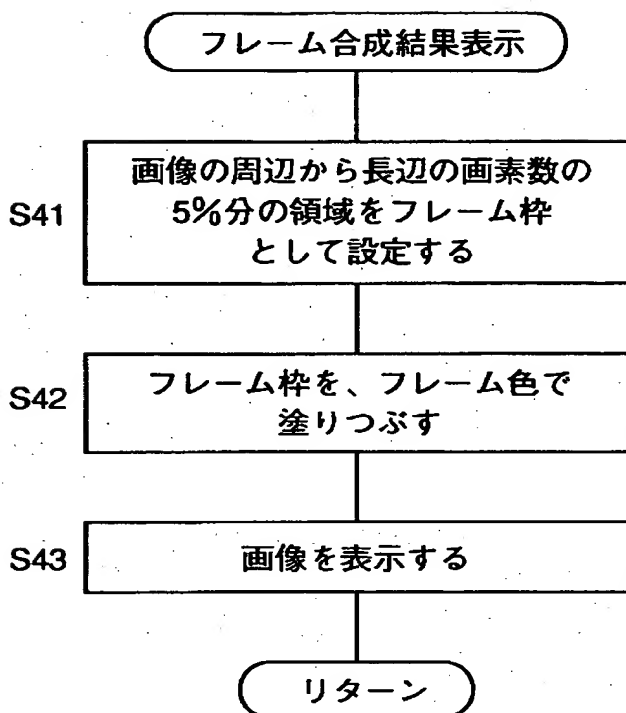 フレーム合成結果表示
S41
画像の周辺から長辺の画素数の
5%分の領域をフレーム枠
として設定する
S42
フレーム枠を、フレーム色で
塗りつぶす
S43
画像を表示する
リターン